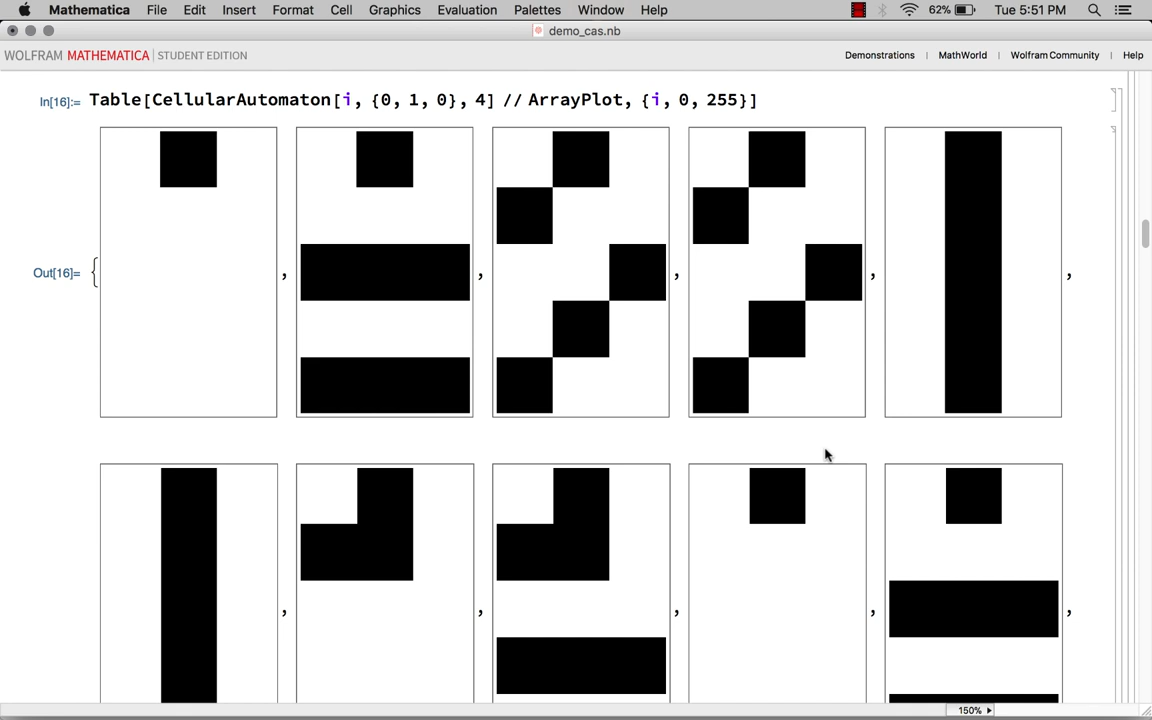 Mathematica File Edit Insert Format Cell Graphics Evaluation Palettes Window Help 62% Tue 5:51 PM
demo_cas.nb
WOLFRAM MATHEMATICA | STUDENT EDITION Demonstrations | MathWorld | Wolfram Community | Help
In[16]:= Table[CellularAutomaton[i, {0, 1, 0}, 4] // ArrayPlot, {i, 0, 255}]
Out[16]= { , , , , ,
, , , , ,
150%